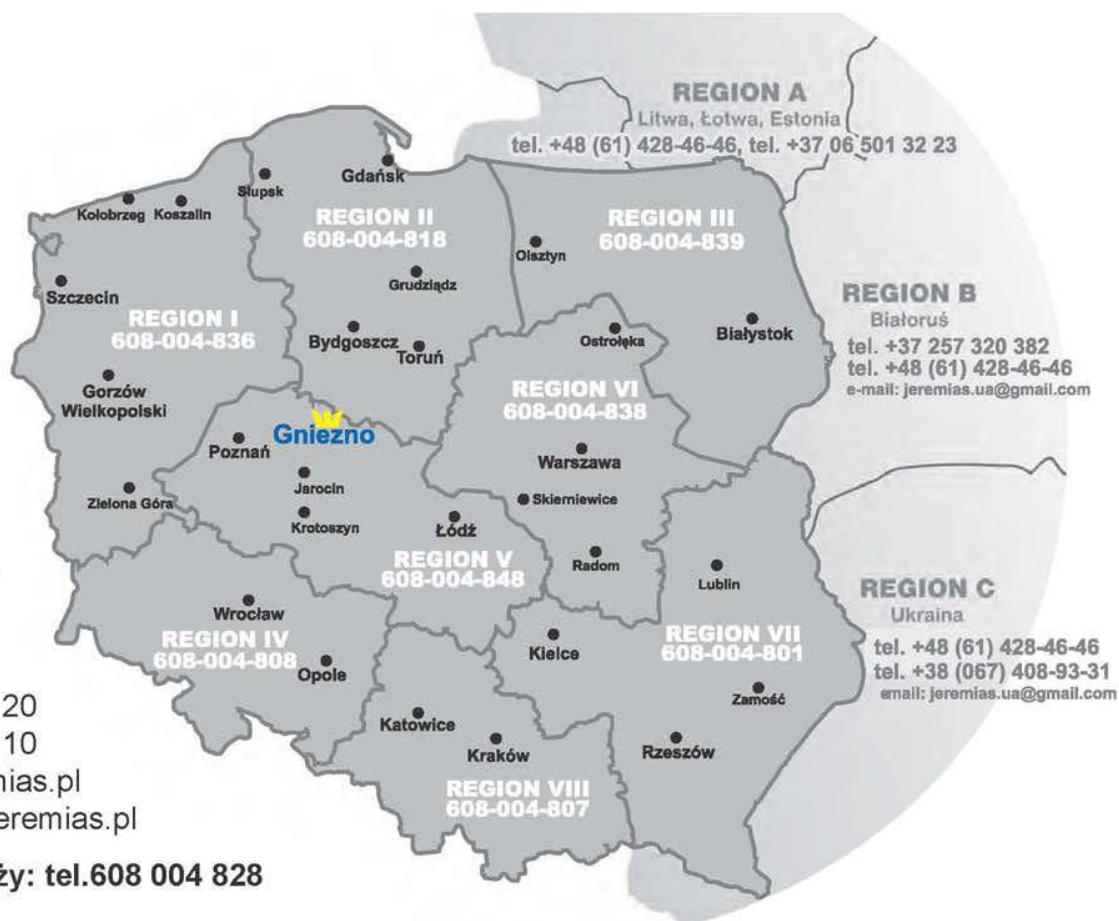 REGION A
Litwa, Łotwa, Estonia
tel. +48 (61) 428-46-46, tel. +37 06 501 32 23
Gdańsk
Słupsk
Kołobrzeg
Koszalin
REGION II
608-004-818
REGION III
608-004-839
Olsztyn
Grudziądz
Szczecin
REGION I
608-004-836
Bydgoszcz
Toruń
Ostrołęka
Białystok
REGION B
Białoruś
tel. +37 257 320 382
tel. +48 (61) 428-46-46
e-mail: jeremias.ua@gmail.com
Gorzów
Wielkopolski
REGION VI
608-004-838
Gniezno
Poznań
Warszawa
Jarocin
Zielona Góra
Skierniewice
Krotoszyn
Łódź
REGION V
608-004-848
Radom
Lublin
REGION C
Ukraina
tel. +48 (61) 428-46-46
tel. +38 (067) 408-93-31
email: jeremias.ua@gmail.com
Wrocław
REGION IV
608-004-808
Opole
Kielce
REGION VII
608-004-801
Zamość
Katowice
Kraków
Rzeszów
REGION VIII
608-004-807
20
10
mias.pl
eremias.pl
ży: tel.608 004 828